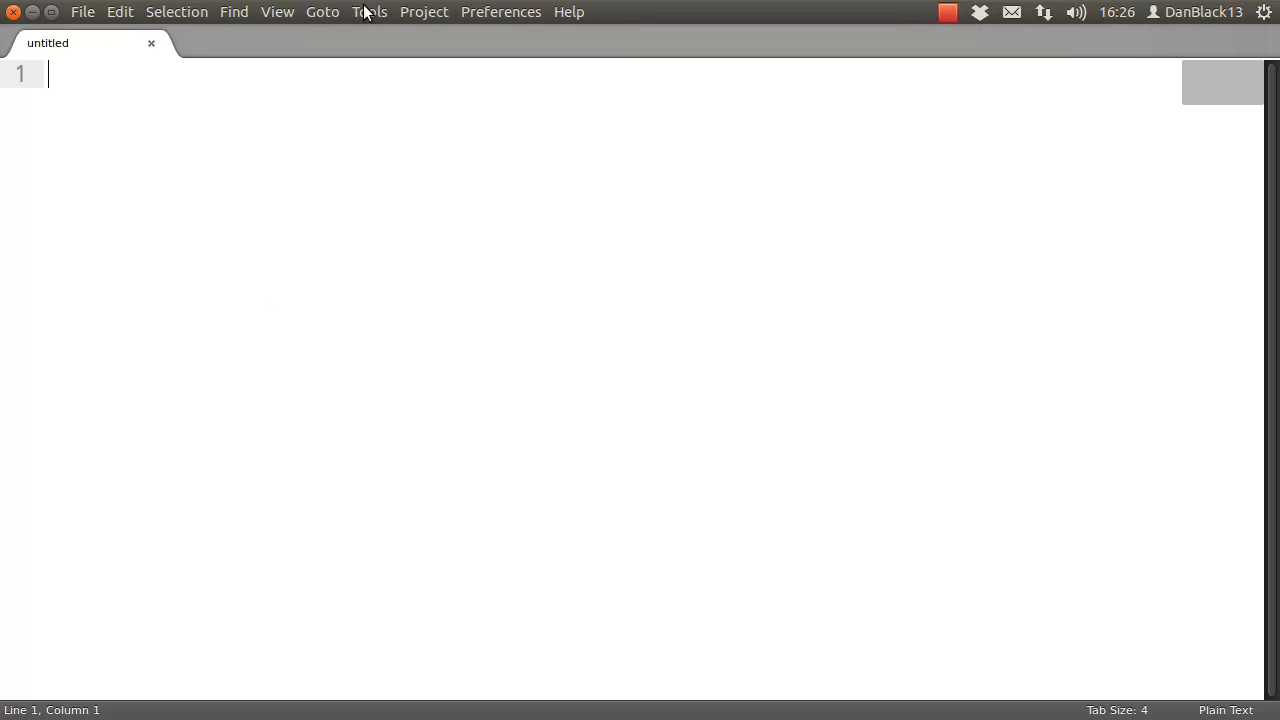 File Edit Selection Find View Goto Tools Project Preferences Help 16:26 DanBlack13
untitled
1
Line 1, Column 1 Tab Size: 4 Plain Text